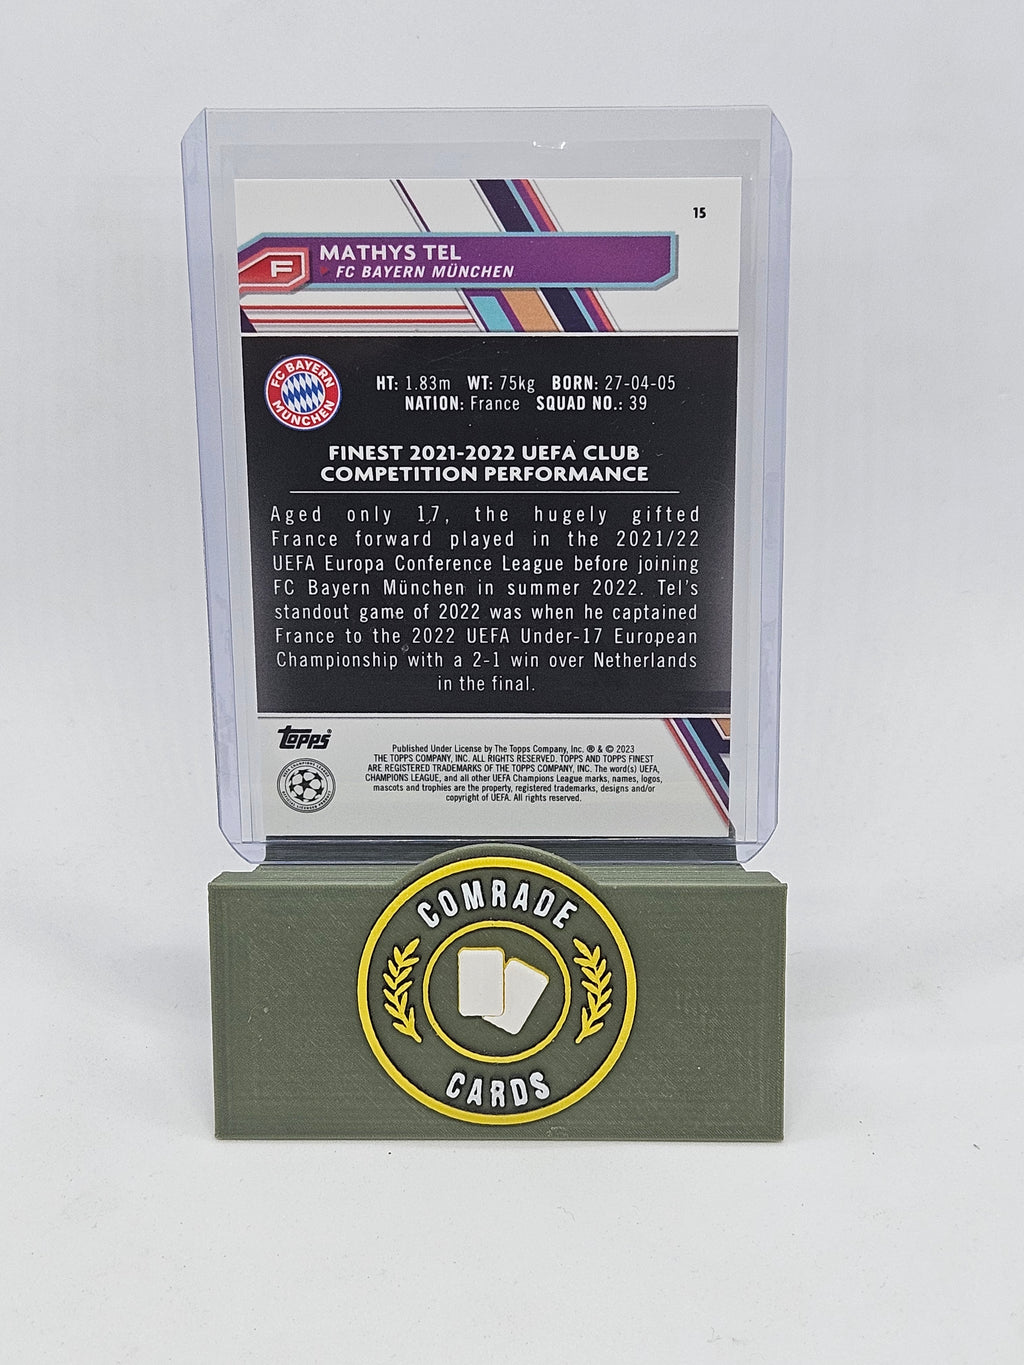 15
MATHYS TEL
F
FC BAYERN MÜNCHEN
FC BAYERN
MÜNCHEN
HT: 1.83m WT: 75kg BORN: 27-04-05
NATION: France SQUAD NO.: 39
FINEST 2021-2022 UEFA CLUB
COMPETITION PERFORMANCE
Aged only 17, the hugely gifted
France forward played in the 2021/22
UEFA Europa Conference League before joining
FC Bayern München in summer 2022. Tel's
standout game of 2022 was when he captained
France to the 2022 UEFA Under-17 European
Championship with a 2-1 win over Netherlands
in the final.
Topps
Published Under License by The Topps Company, Inc. ® & © 2023
THE TOPPS COMPANY, INC. ALL RIGHTS RESERVED. TOPPS AND TOPPS FINEST
ARE REGISTERED TRADEMARKS OF THE TOPPS COMPANY, INC. The word(s) UEFA,
CHAMPIONS LEAGUE, and all other UEFA Champions League marks, names, logos,
mascots and trophies are the property, registered trademarks, designs and/or
copyright of UEFA. All rights reserved.
COMRADE
CARDS